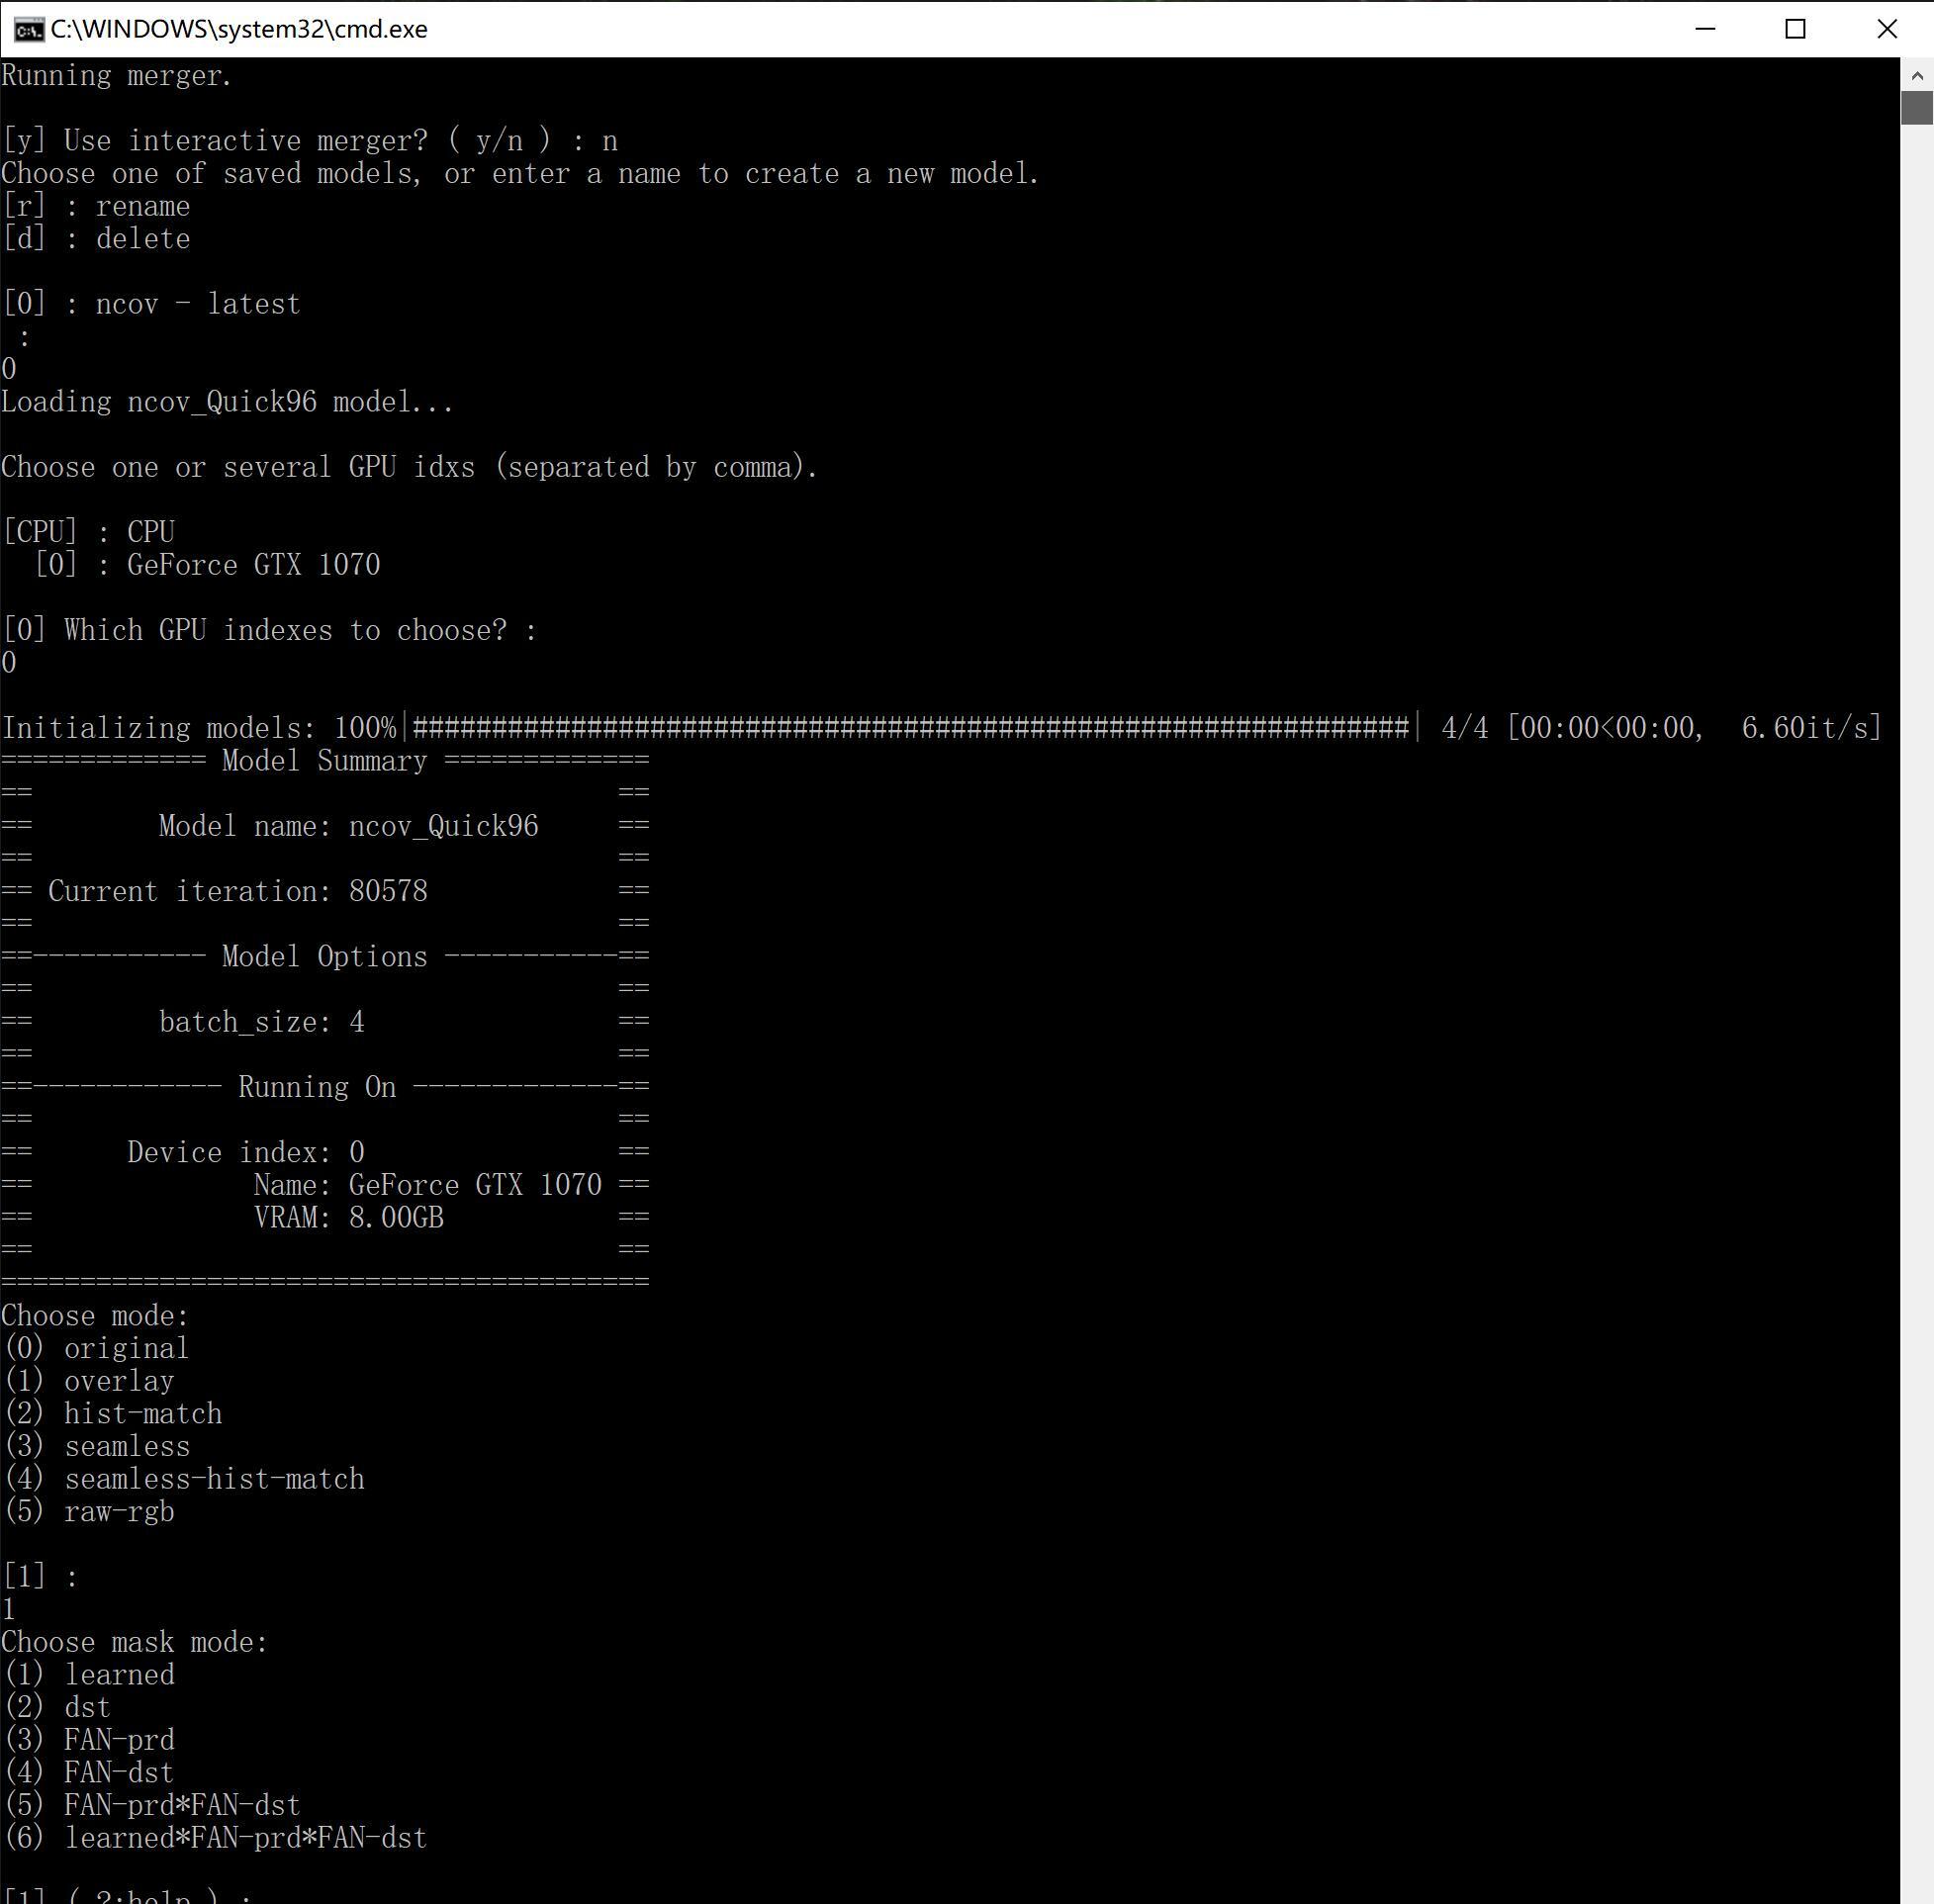 C:\WINDOWS\system32\cmd.exe
Running merger.
[y] Use interactive merger? ( y/n ) : n
Choose one of saved models, or enter a name to create a new model.
[r] : rename
[d] : delete
[0] : ncov - latest
:
0
Loading ncov_Quick96 model...
Choose one or several GPU idxs (separated by comma).
[CPU] : CPU
[0] : GeForce GTX 1070
[0] Which GPU indexes to choose? :
0
Initializing models: 100%|###############################################################| 4/4 [00:00<00:00,  6.60it/s]
============= Model Summary =============
==                                     ==
==        Model name: ncov_Quick96     ==
==                                     ==
== Current iteration: 80578            ==
==                                     ==
==----------- Model Options -----------==
==                                     ==
==        batch_size: 4                ==
==                                     ==
==------------ Running On -------------==
==                                     ==
==      Device index: 0                ==
==              Name: GeForce GTX 1070 ==
==              VRAM: 8.00GB           ==
==                                     ==
=========================================
Choose mode:
(0) original
(1) overlay
(2) hist-match
(3) seamless
(4) seamless-hist-match
(5) raw-rgb
[1] :
1
Choose mask mode:
(1) learned
(2) dst
(3) FAN-prd
(4) FAN-dst
(5) FAN-prd*FAN-dst
(6) learned*FAN-prd*FAN-dst
[1] ( ?:help ) :